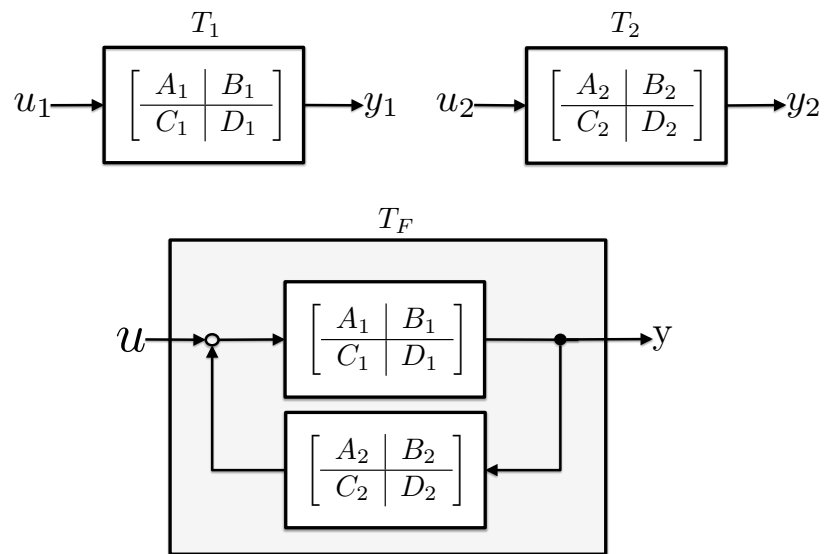 T₁ T₂
u₁ [ A₁ | B₁ ] y₁ u₂ [ A₂ | B₂ ] y₂
[ C₁ | D₁ ] [ C₂ | D₂ ]
T_F
u [ A₁ | B₁ ] y
[ C₁ | D₁ ]
[ A₂ | B₂ ]
[ C₂ | D₂ ]